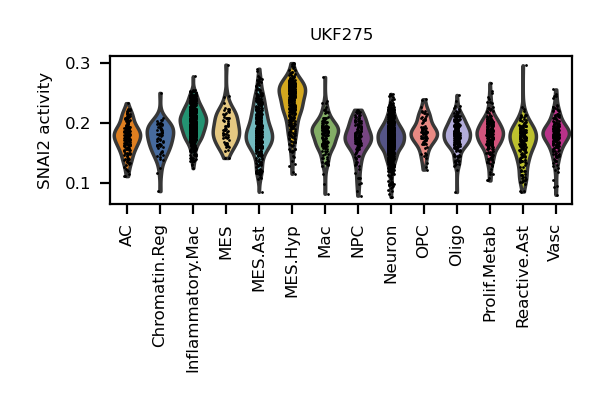 UKF275
SNAI2 activity
0.3
0.2
0.1
AC
Chromatin.Reg
Inflammatory.Mac
MES
MES.Ast
MES.Hyp
Mac
NPC
Neuron
OPC
Oligo
Prolif.Metab
Reactive.Ast
Vasc